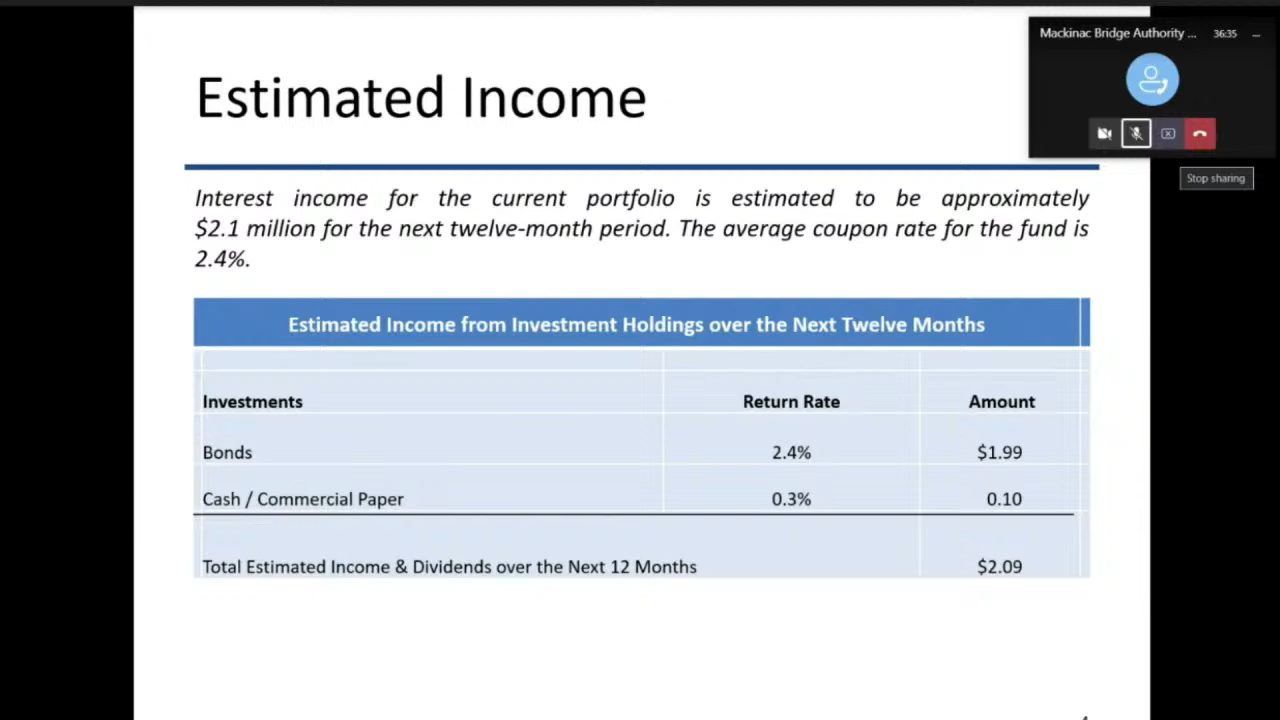 Mackinac Bridge Authority ... 36:35
Estimated Income
Stop sharing
Interest income for the current portfolio is estimated to be approximately
$2.1 million for the next twelve-month period. The average coupon rate for the fund is
2.4%.
Estimated Income from Investment Holdings over the Next Twelve Months
Investments Return Rate Amount
Bonds 2.4% $1.99
Cash / Commercial Paper 0.3% 0.10
Total Estimated Income & Dividends over the Next 12 Months $2.09